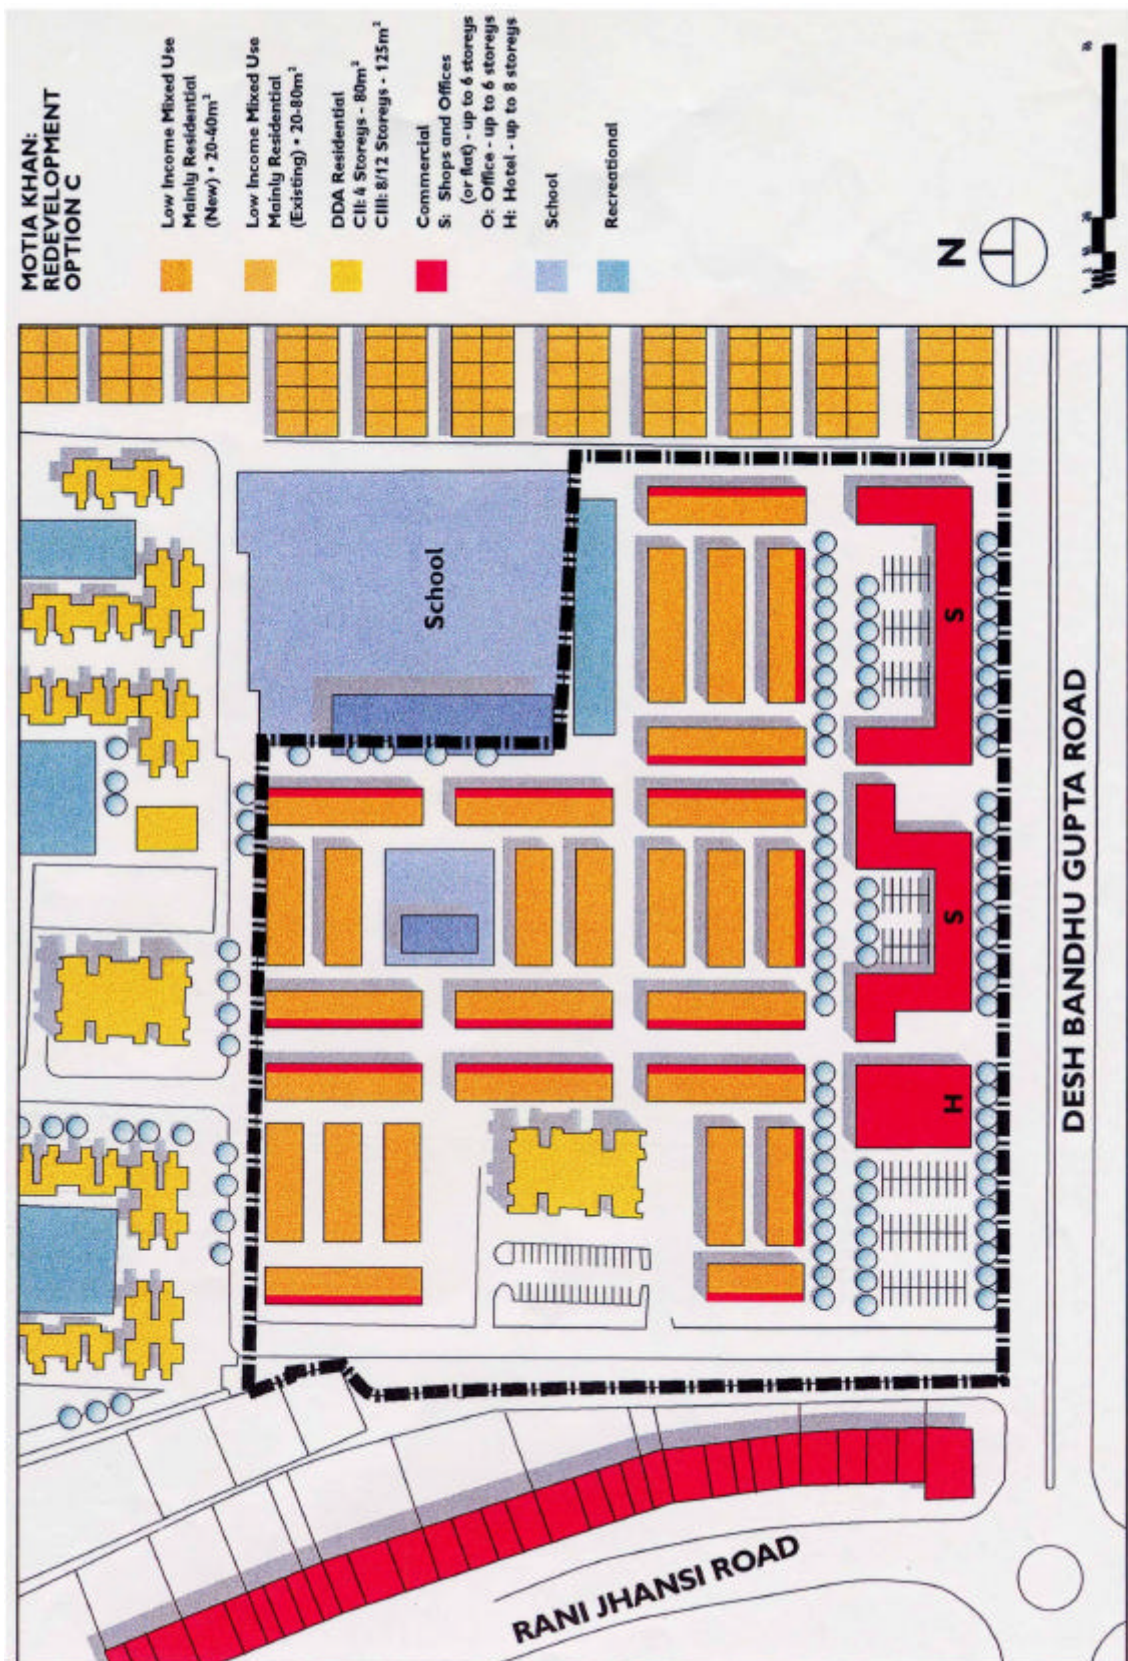 MOTIA KHAN:
REDEVELOPMENT
OPTION C
Low Income Mixed Use
Mainly Residential
(New) • 20-40m²
Low Income Mixed Use
Mainly Residential
(Existing) • 20-80m²
DDA Residential
CII: 4 Storeys - 80m²
CIII: 8/12 Storeys - 125m²
Commercial
S: Shops and Offices
(or flat) - up to 6 storeys
O: Office - up to 6 storeys
H: Hotel - up to 8 storeys
School
Recreational
N
School
S
S
H
DESH BANDHU GUPTA ROAD
RANI JHANSI ROAD